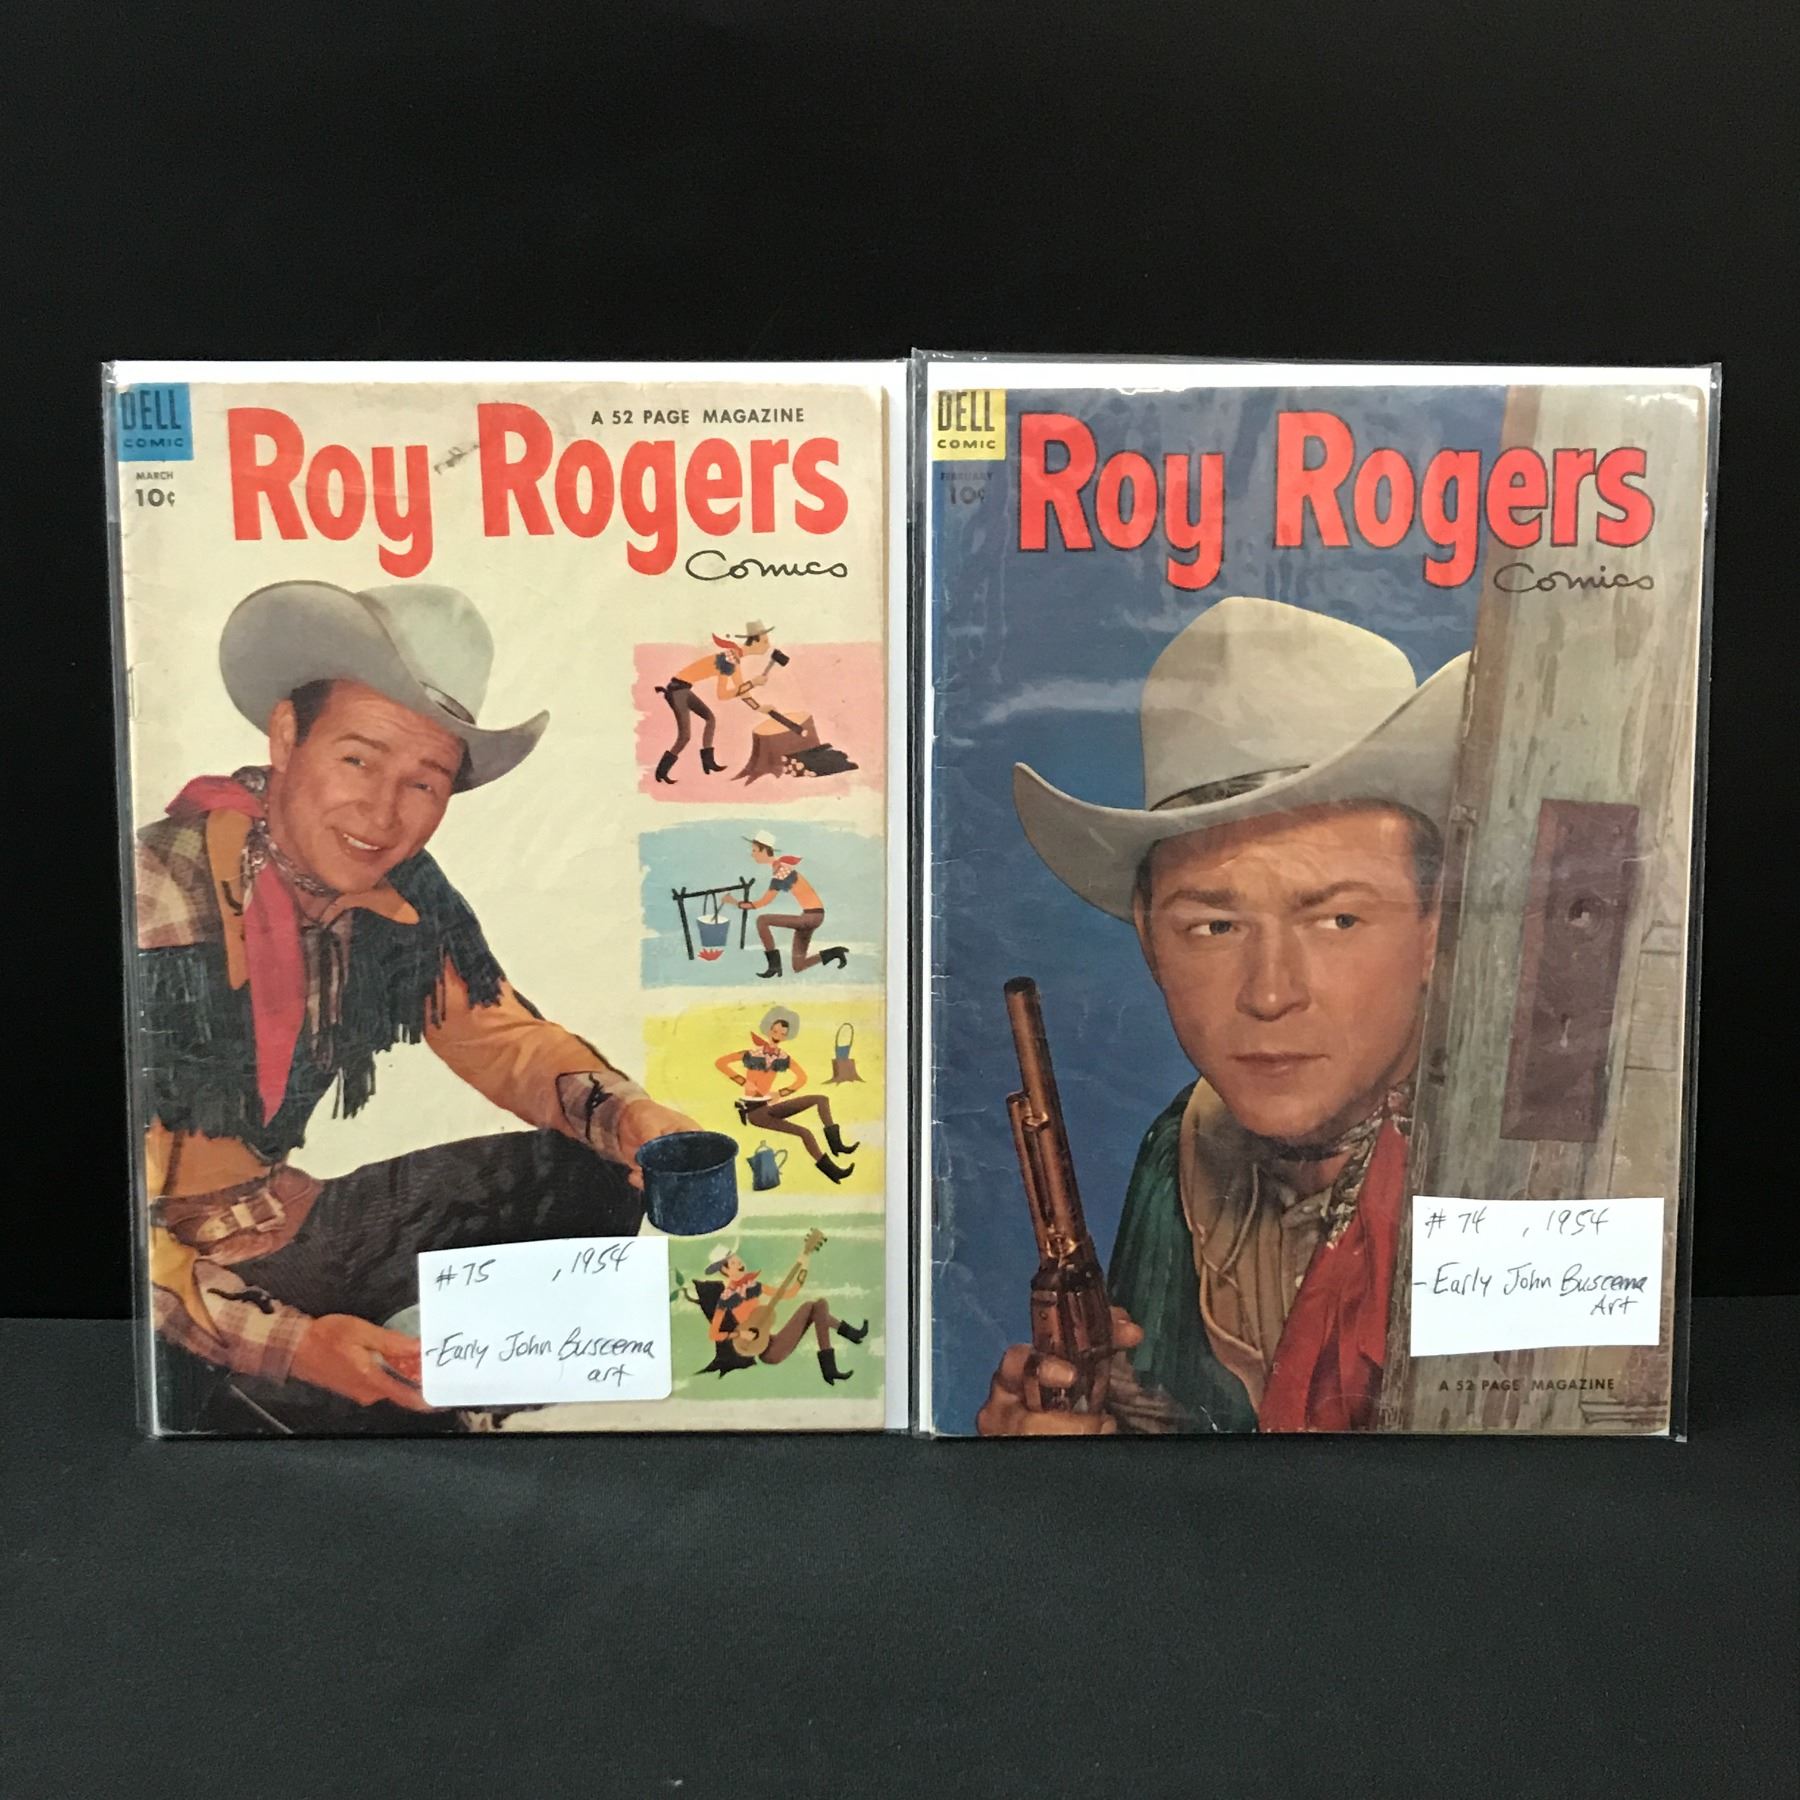 DELL
COMIC
MARCH
10¢
A 52 PAGE MAGAZINE
Roy Rogers
Comics
#75 , 1954
-Early John Buscema
art
DELL
COMIC
FEBRUARY
10¢
Roy Rogers
Comics
# 74 , 1954
- Early John Buscema
Art
A 52 PAGE MAGAZINE